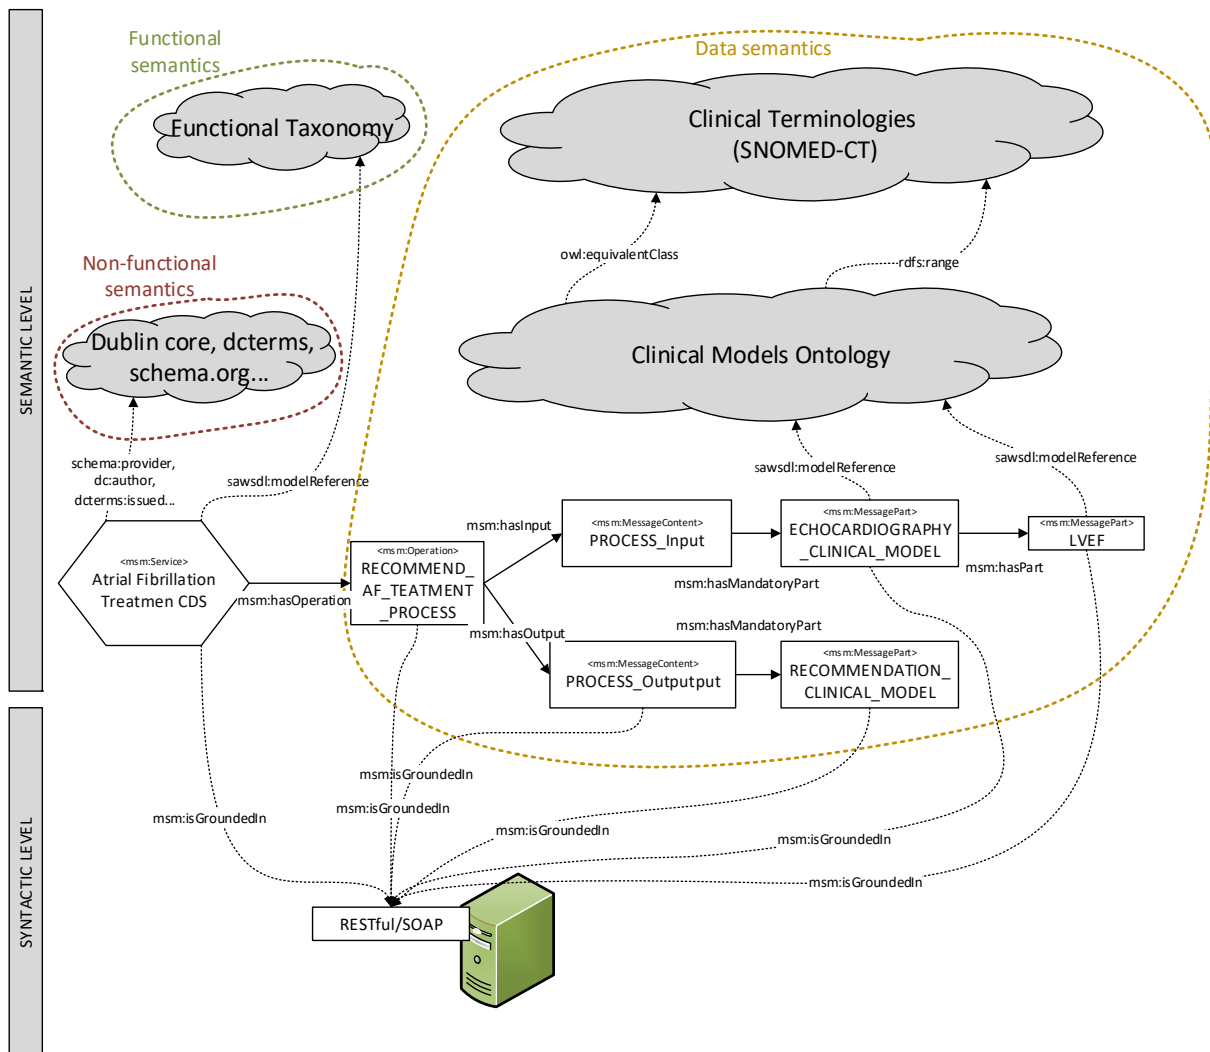 Functional
semantics
Data semantics
Functional Taxonomy
Clinical Terminologies
(SNOMED-CT)
owl:equivalentClass
rdfs:range
Non-functional
semantics
Dublin core, dcterms,
schema.org...
Clinical Models Ontology
SEMANTIC LEVEL
schema:provider,
dc:author,
dcterms:issued...
sawsdl:modelReference
sawsdl:modelReference
sawsdl:modelReference
<msm:Service>
Atrial Fibrillation
Treatmen CDS
msm:hasOperation
<msm:Operation>
RECOMMEND_
AF_TEATMENT
_PROCESS
msm:hasInput
<msm:MessageContent>
PROCESS_Input
<msm:MessagePart>
ECHOCARDIOGRAPHY
_CLINICAL_MODEL
<msm:MessagePart>
LVEF
msm:hasPart
msm:hasMandatoryPart
msm:hasOutput
msm:hasMandatoryPart
<msm:MessageContent>
PROCESS_Outputput
<msm:MessagePart>
RECOMMENDATION_
CLINICAL_MODEL
SYNTACTIC LEVEL
msm:isGroundedIn
msm:isGroundedIn
msm:isGroundedIn
msm:isGroundedIn
msm:isGroundedIn
msm:isGroundedIn
RESTful/SOAP